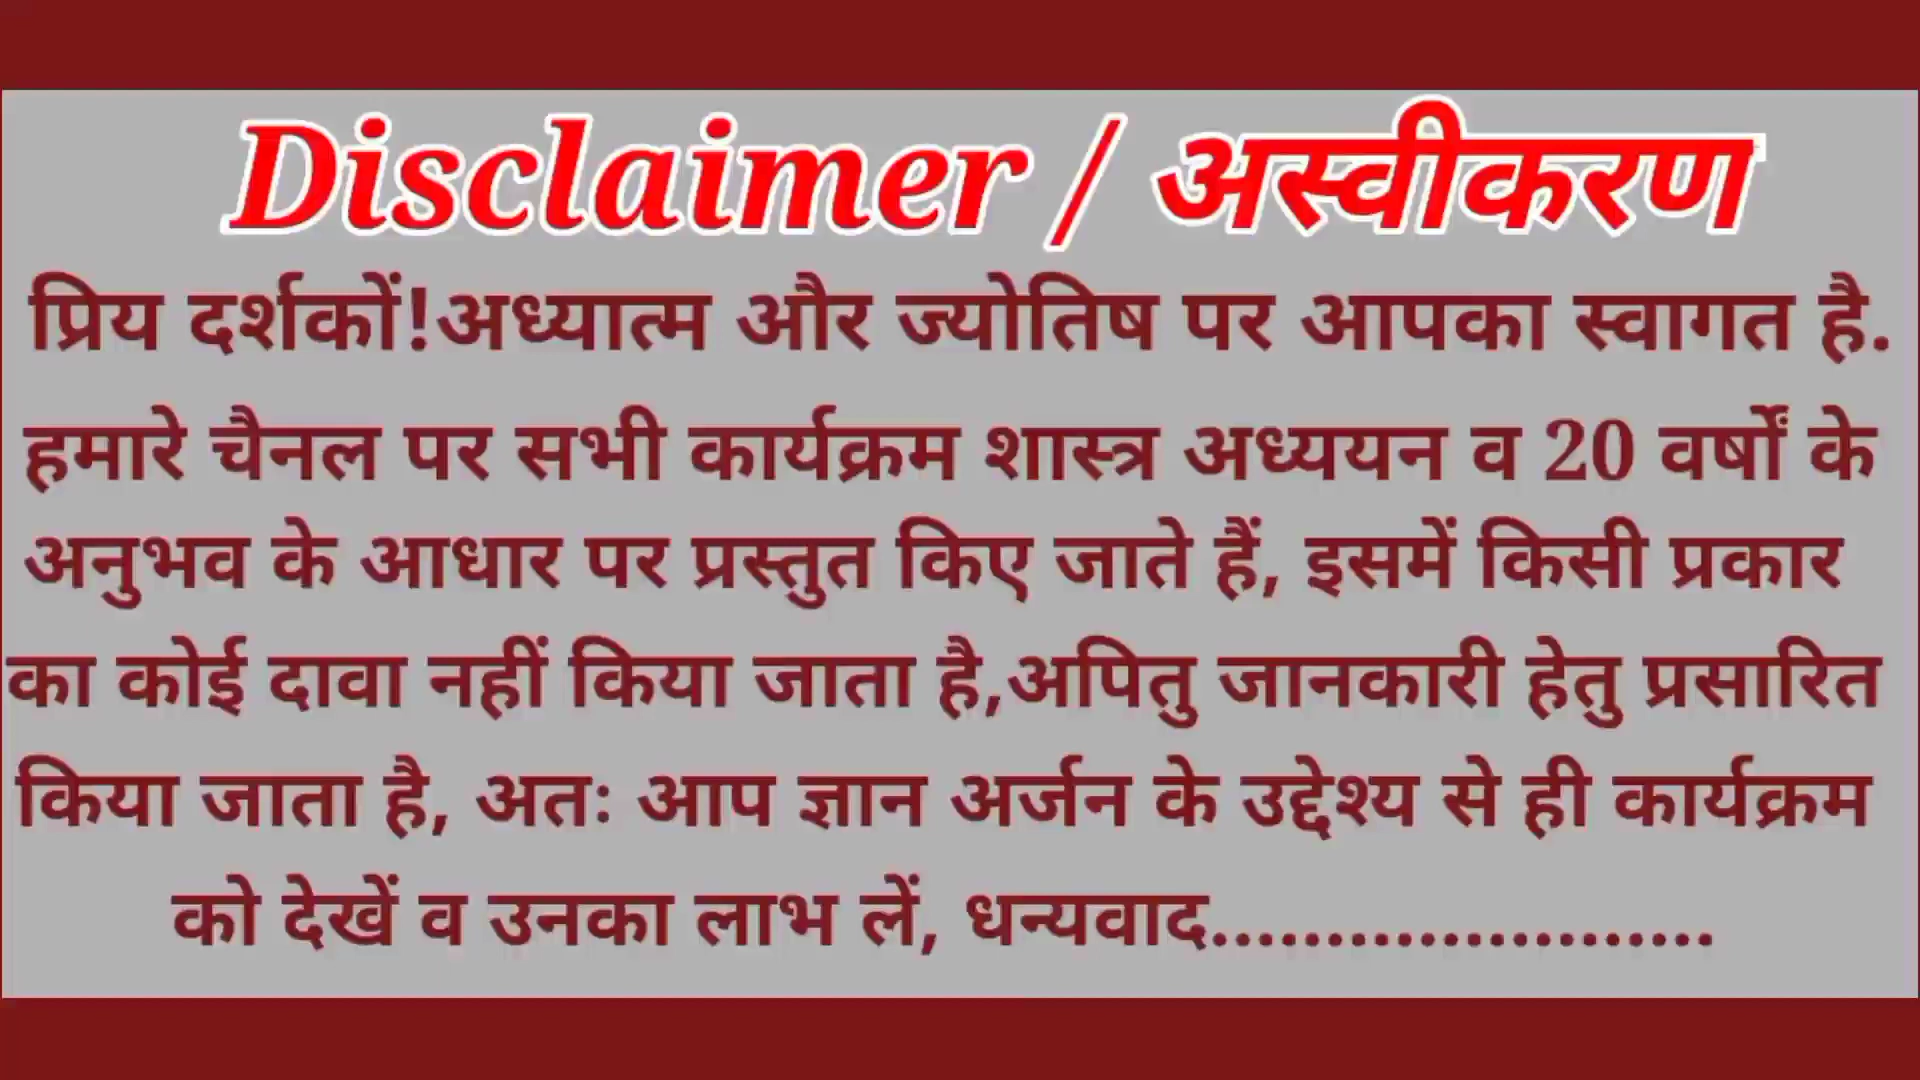 Disclaimer / अस्वीकरण
प्रिय दर्शकों!अध्यात्म और ज्योतिष पर आपका स्वागत है.
हमारे चैनल पर सभी कार्यक्रम शास्त्र अध्ययन व 20 वर्षों के
अनुभव के आधार पर प्रस्तुत किए जाते हैं, इसमें किसी प्रकार
का कोई दावा नहीं किया जाता है,अपितु जानकारी हेतु प्रसारित
किया जाता है, अतः आप ज्ञान अर्जन के उद्देश्य से ही कार्यक्रम
को देखें व उनका लाभ लें, धन्यवाद......................